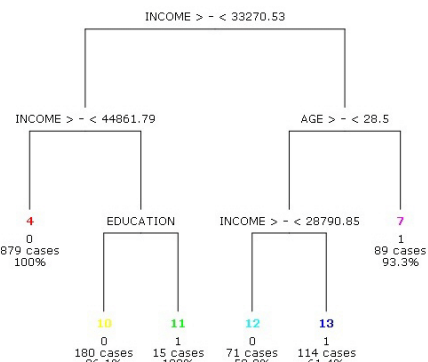 INCOME > - < 33270.53
INCOME > - < 44861.79
AGE > - < 28.5
4
0
879 cases
100%
EDUCATION
INCOME > - < 28790.85
7
1
89 cases
93.3%
10
0
180 cases
11
1
15 cases
12
0
71 cases
13
1
114 cases